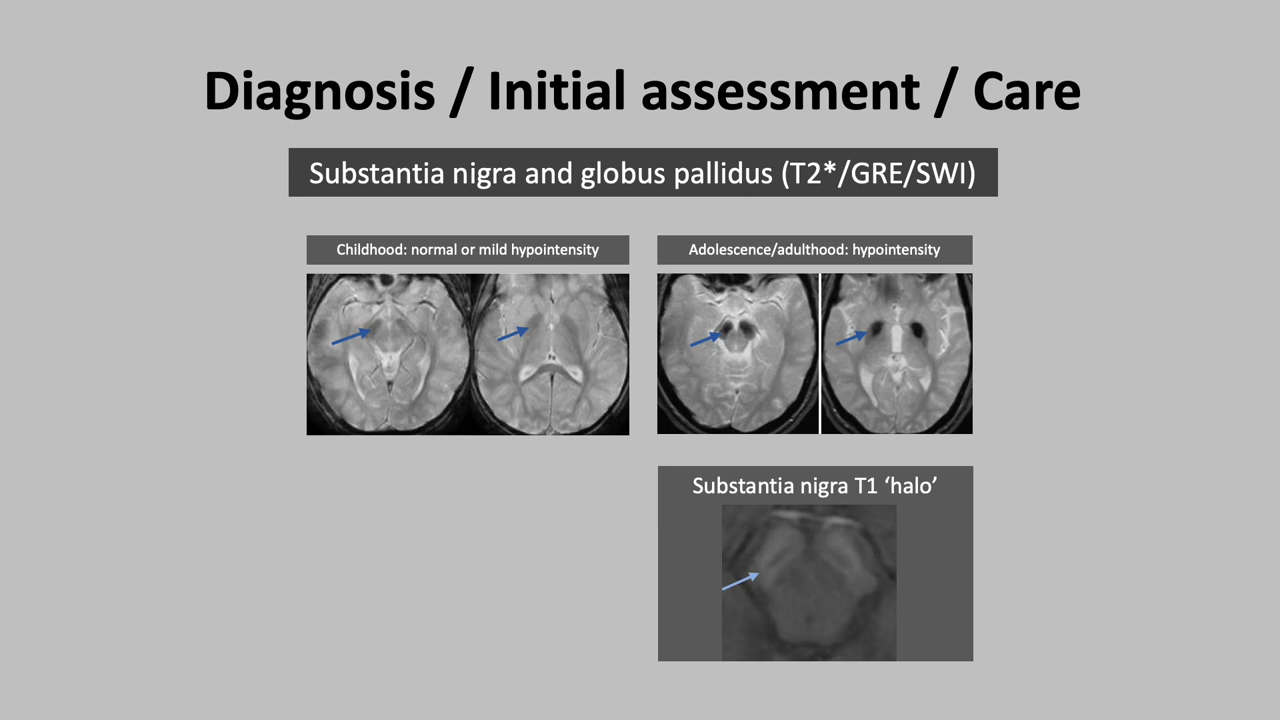 Diagnosis / Initial assessment / Care
Substantia nigra and globus pallidus (T2*/GRE/SWI)
Childhood: normal or mild hypointensity
Adolescence/adulthood: hypointensity
Substantia nigra T1 ‘halo’